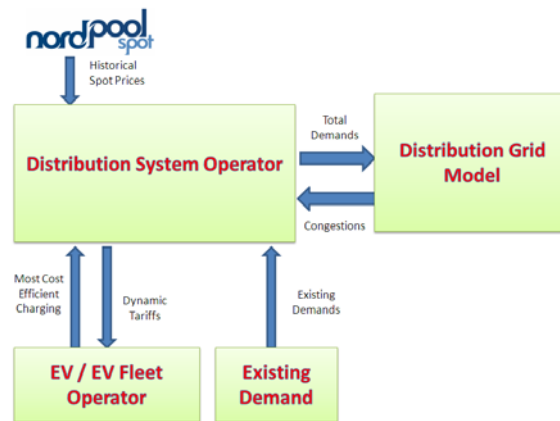 nordpool
spot
Historical
Spot Prices
Distribution System Operator
Total
Demands
Distribution Grid
Model
Congestions
Most Cost
Efficient
Charging
Dynamic
Tariffs
Existing
Demands
EV / EV Fleet
Operator
Existing
Demand